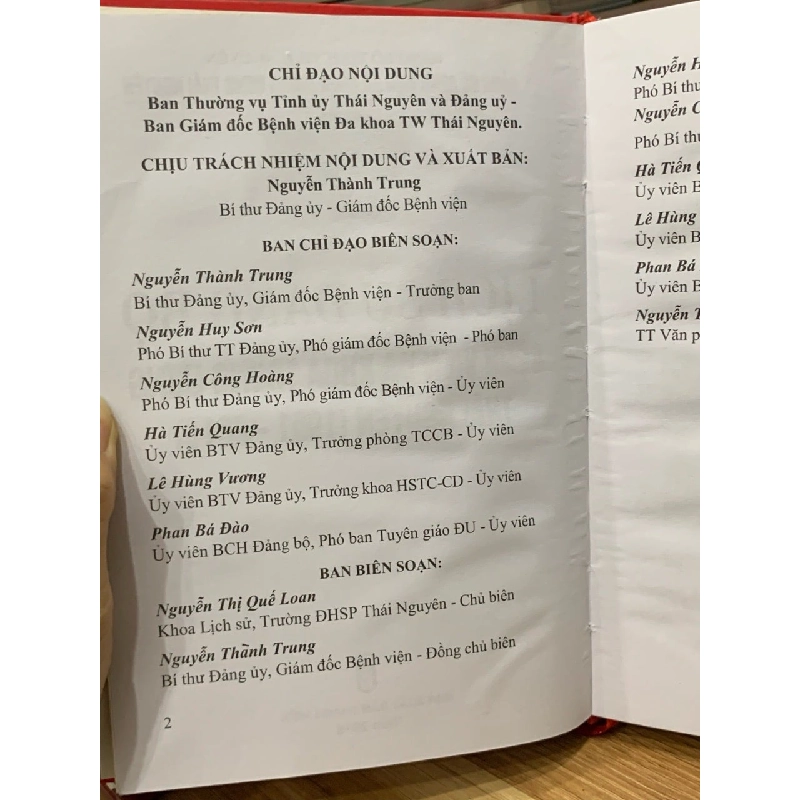 CHỈ ĐẠO NỘI DUNG
Ban Thường vụ Tỉnh ủy Thái Nguyên và Đảng uỷ -
Ban Giám đốc Bệnh viện Đa khoa TW Thái Nguyên.
CHỊU TRÁCH NHIỆM NỘI DUNG VÀ XUẤT BẢN:
Nguyễn Thành Trung
Bí thư Đảng ủy - Giám đốc Bệnh viện
BAN CHỈ ĐẠO BIÊN SOẠN:
Nguyễn Thành Trung
Bí thư Đảng ủy, Giám đốc Bệnh viện - Trưởng ban
Nguyễn Huy Sơn
Phó Bí thư TT Đảng ủy, Phó giám đốc Bệnh viện - Phó ban
Nguyễn Công Hoàng
Phó Bí thư Đảng ủy, Phó giám đốc Bệnh viện - Ủy viên
Hà Tiến Quang
Ủy viên BTV Đảng ủy, Trưởng phòng TCCB - Ủy viên
Lê Hùng Vương
Ủy viên BTV Đảng ủy, Trưởng khoa HSTC-CD - Ủy viên
Phan Bá Đào
Ủy viên BCH Đảng bộ, Phó ban Tuyên giáo ĐU - Ủy viên
BAN BIÊN SOẠN:
Nguyễn Thị Quế Loan
Khoa Lịch sử, Trường ĐHSP Thái Nguyên - Chủ biên
Nguyễn Thành Trung
Bí thư Đảng ủy, Giám đốc Bệnh viện - Đồng chủ biên
2
Nguyễn H
Phó Bí thư
Nguyễn C
Phó Bí thư
Hà Tiến Q
Ủy viên B
Lê Hùng
Ủy viên B
Phan Bá
Ủy viên B
Nguyễn T
TT Văn p